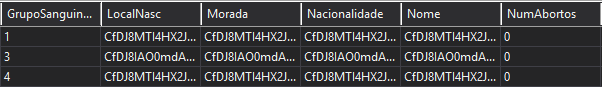 GrupoSanguin... LocalNasc Morada Nacionalidade Nome NumAbortos
1 CfDJ8MTI4HX2J... CfDJ8MTI4HX2J... CfDJ8MTI4HX2J... CfDJ8MTI4HX2J... 0
3 CfDJ8IAO0mdA... CfDJ8IAO0mdA... CfDJ8IAO0mdA... CfDJ8IAO0mdA... 0
4 CfDJ8MTI4HX2J... CfDJ8MTI4HX2J... CfDJ8MTI4HX2J... CfDJ8MTI4HX2J... 0